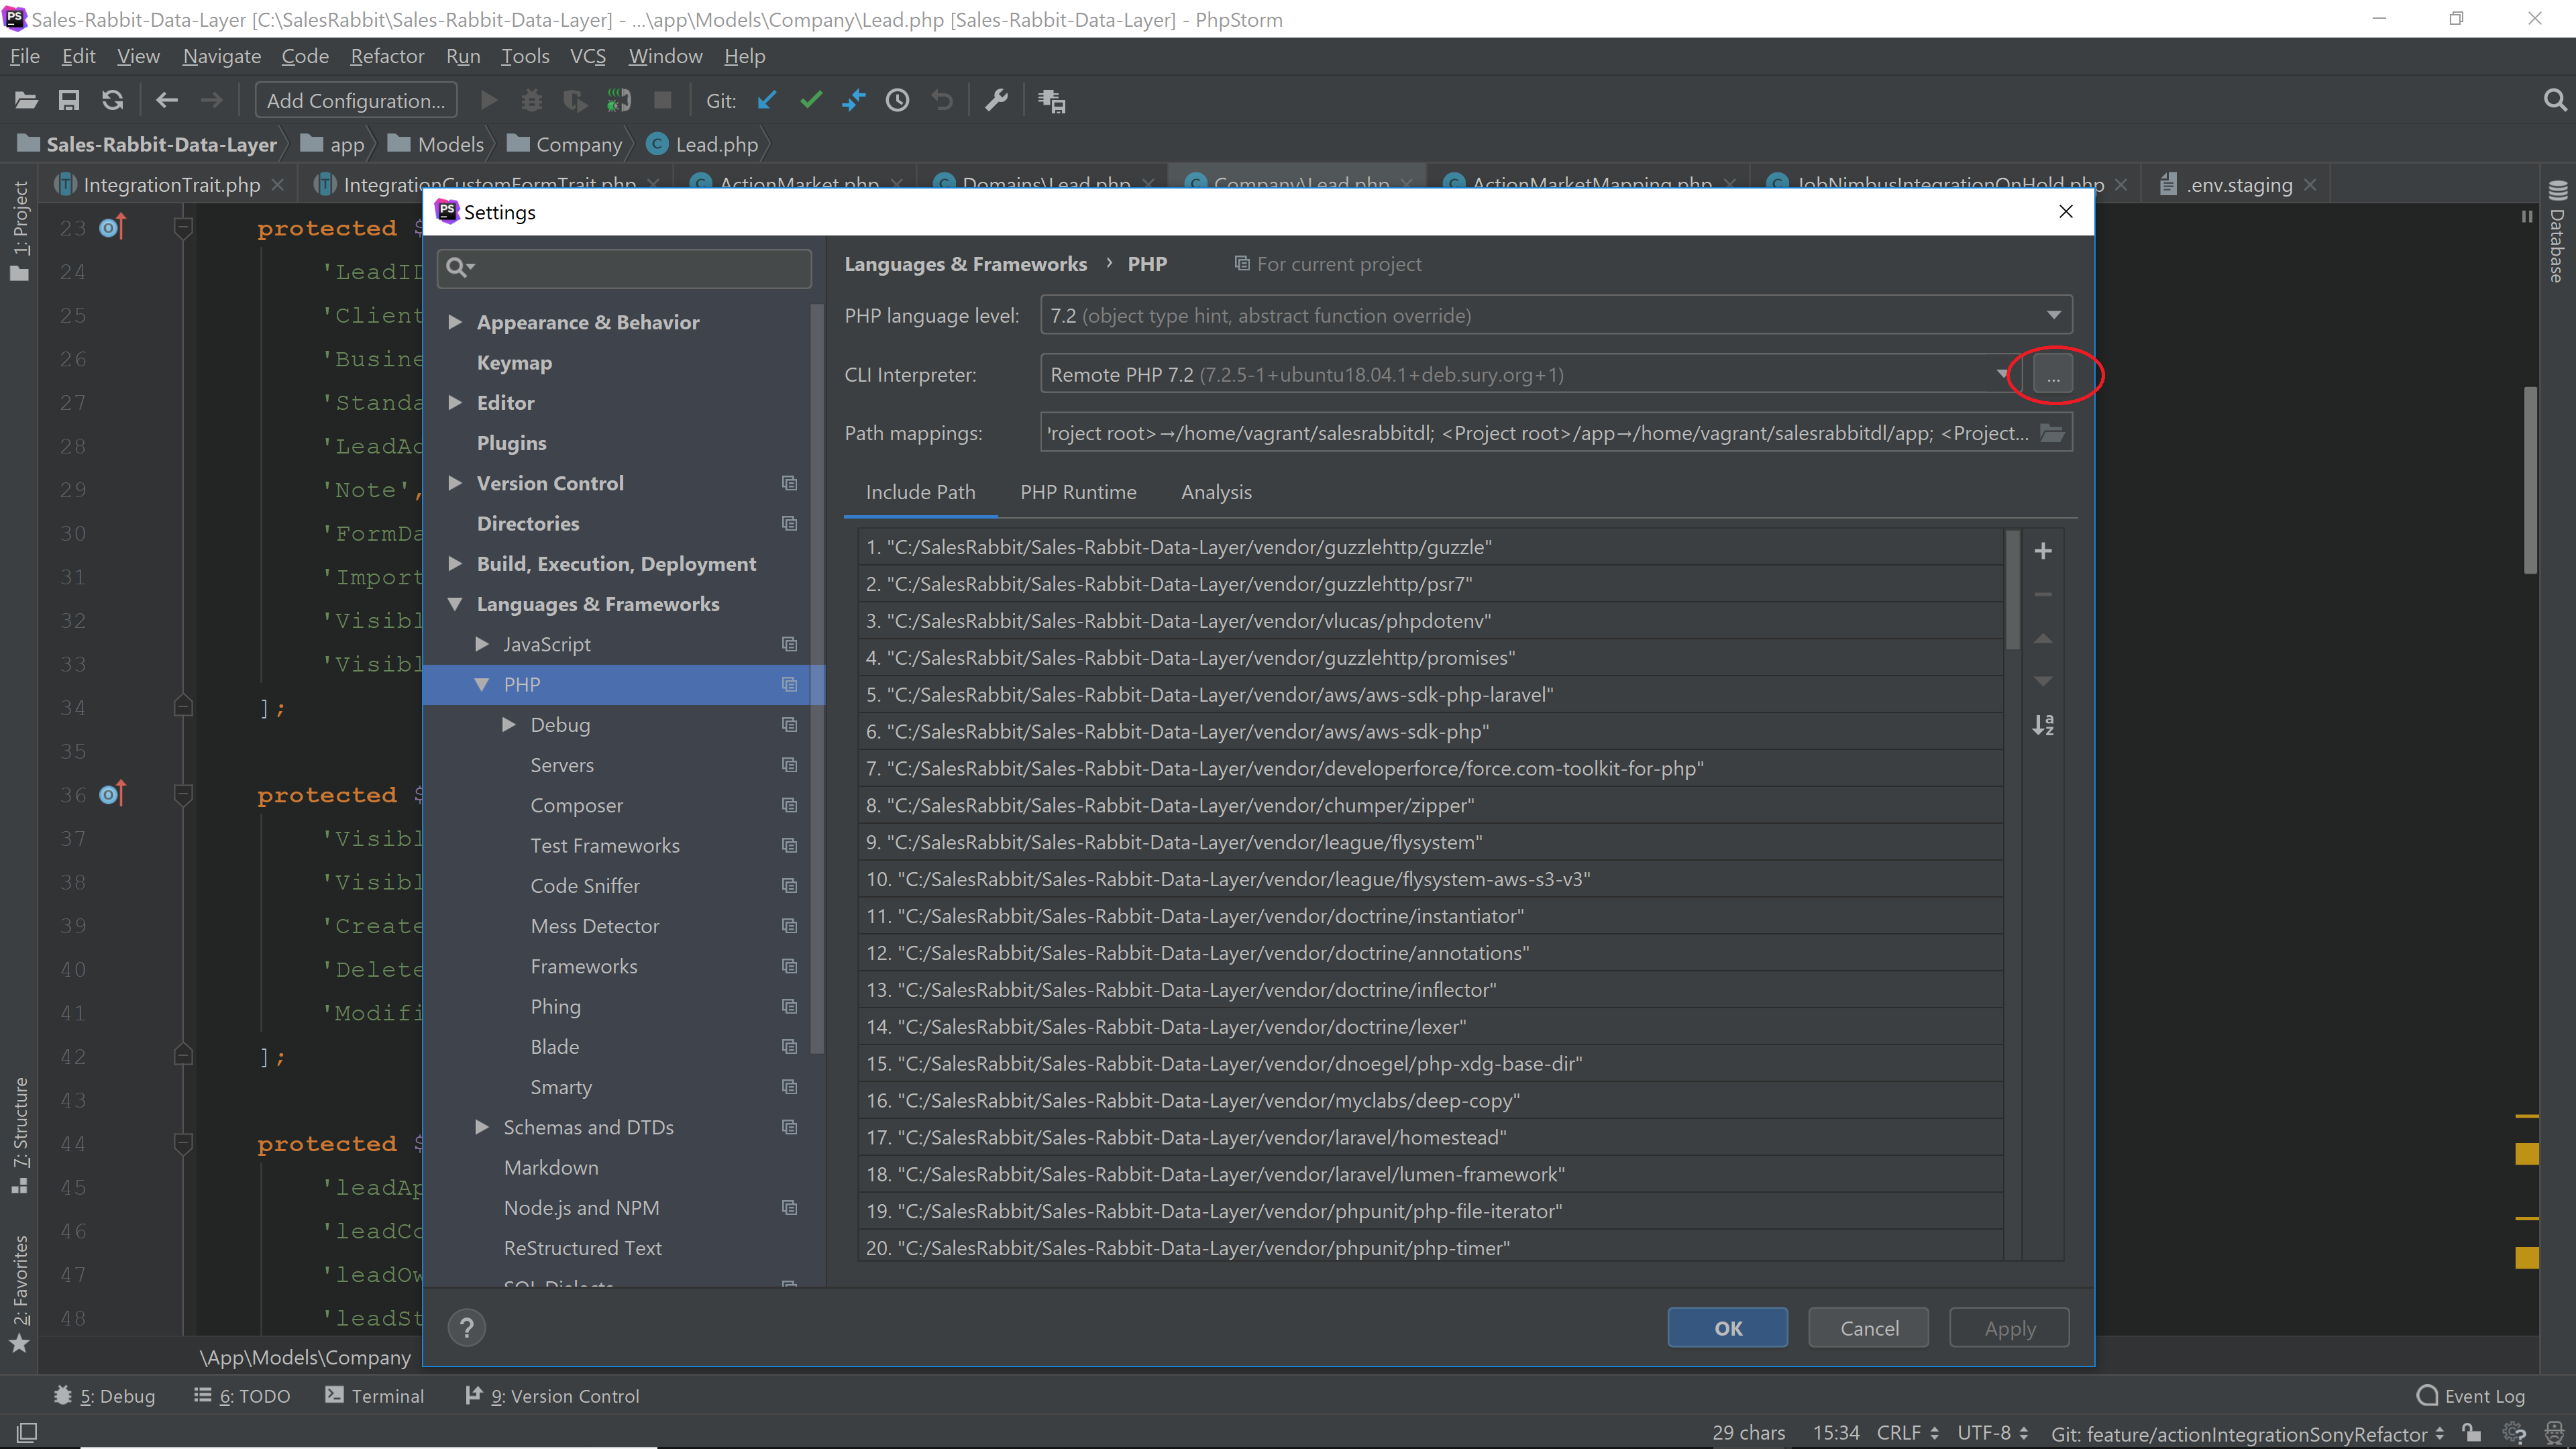 Sales-Rabbit-Data-Layer [C:\SalesRabbit\Sales-Rabbit-Data-Layer] - ...\app\Models\Company\Lead.php [Sales-Rabbit-Data-Layer] - PhpStorm
File Edit View Navigate Code Refactor Run Tools VCS Window Help
Add Configuration... Git:
Sales-Rabbit-Data-Layer app Models Company Lead.php
IntegrationTrait.php IntegrationCustomFormTrait.php ActionMarket.php Domains\Lead.php Company\Lead.php ActionMarketMapping.php JobNimbusIntegrationOnHold.php .env.staging
1: Project
7: Structure
2: Favorites
Database
23 protected $
24 'LeadID
25 'Client
26 'Busine
27 'Standa
28 'LeadAd
29 'Note',
30 'FormDa
31 'Import
32 'Visibl
33 'Visibl
34 ];
35
36 protected $
37 'Visibl
38 'Visibl
39 'Create
40 'Delete
41 'Modifi
42 ];
43
44 protected $
45 'leadAp
46 'leadCo
47 'leadOw
48 'leadSt
\App\Models\Company
Settings
Appearance & Behavior
Keymap
Editor
Plugins
Version Control
Directories
Build, Execution, Deployment
Languages & Frameworks
JavaScript
PHP
Debug
Servers
Composer
Test Frameworks
Code Sniffer
Mess Detector
Frameworks
Phing
Blade
Smarty
Schemas and DTDs
Markdown
Node.js and NPM
ReStructured Text
SQL Dialects
Languages & Frameworks › PHP For current project
PHP language level: 7.2 (object type hint, abstract function override)
CLI Interpreter: Remote PHP 7.2 (7.2.5-1+ubuntu18.04.1+deb.sury.org+1) ...
Path mappings: 'roject root>→/home/vagrant/salesrabbitdl; <Project root>/app→/home/vagrant/salesrabbitdl/app; <Project...
Include Path PHP Runtime Analysis
1. "C:/SalesRabbit/Sales-Rabbit-Data-Layer/vendor/guzzlehttp/guzzle"
2. "C:/SalesRabbit/Sales-Rabbit-Data-Layer/vendor/guzzlehttp/psr7"
3. "C:/SalesRabbit/Sales-Rabbit-Data-Layer/vendor/vlucas/phpdotenv"
4. "C:/SalesRabbit/Sales-Rabbit-Data-Layer/vendor/guzzlehttp/promises"
5. "C:/SalesRabbit/Sales-Rabbit-Data-Layer/vendor/aws/aws-sdk-php-laravel"
6. "C:/SalesRabbit/Sales-Rabbit-Data-Layer/vendor/aws/aws-sdk-php"
7. "C:/SalesRabbit/Sales-Rabbit-Data-Layer/vendor/developerforce/force.com-toolkit-for-php"
8. "C:/SalesRabbit/Sales-Rabbit-Data-Layer/vendor/chumper/zipper"
9. "C:/SalesRabbit/Sales-Rabbit-Data-Layer/vendor/league/flysystem"
10. "C:/SalesRabbit/Sales-Rabbit-Data-Layer/vendor/league/flysystem-aws-s3-v3"
11. "C:/SalesRabbit/Sales-Rabbit-Data-Layer/vendor/doctrine/instantiator"
12. "C:/SalesRabbit/Sales-Rabbit-Data-Layer/vendor/doctrine/annotations"
13. "C:/SalesRabbit/Sales-Rabbit-Data-Layer/vendor/doctrine/inflector"
14. "C:/SalesRabbit/Sales-Rabbit-Data-Layer/vendor/doctrine/lexer"
15. "C:/SalesRabbit/Sales-Rabbit-Data-Layer/vendor/dnoegel/php-xdg-base-dir"
16. "C:/SalesRabbit/Sales-Rabbit-Data-Layer/vendor/myclabs/deep-copy"
17. "C:/SalesRabbit/Sales-Rabbit-Data-Layer/vendor/laravel/homestead"
18. "C:/SalesRabbit/Sales-Rabbit-Data-Layer/vendor/laravel/lumen-framework"
19. "C:/SalesRabbit/Sales-Rabbit-Data-Layer/vendor/phpunit/php-file-iterator"
20. "C:/SalesRabbit/Sales-Rabbit-Data-Layer/vendor/phpunit/php-timer"
? OK Cancel Apply
5: Debug 6: TODO Terminal 9: Version Control Event Log
29 chars 15:34 CRLF UTF-8 Git: feature/actionIntegrationSonyRefactor